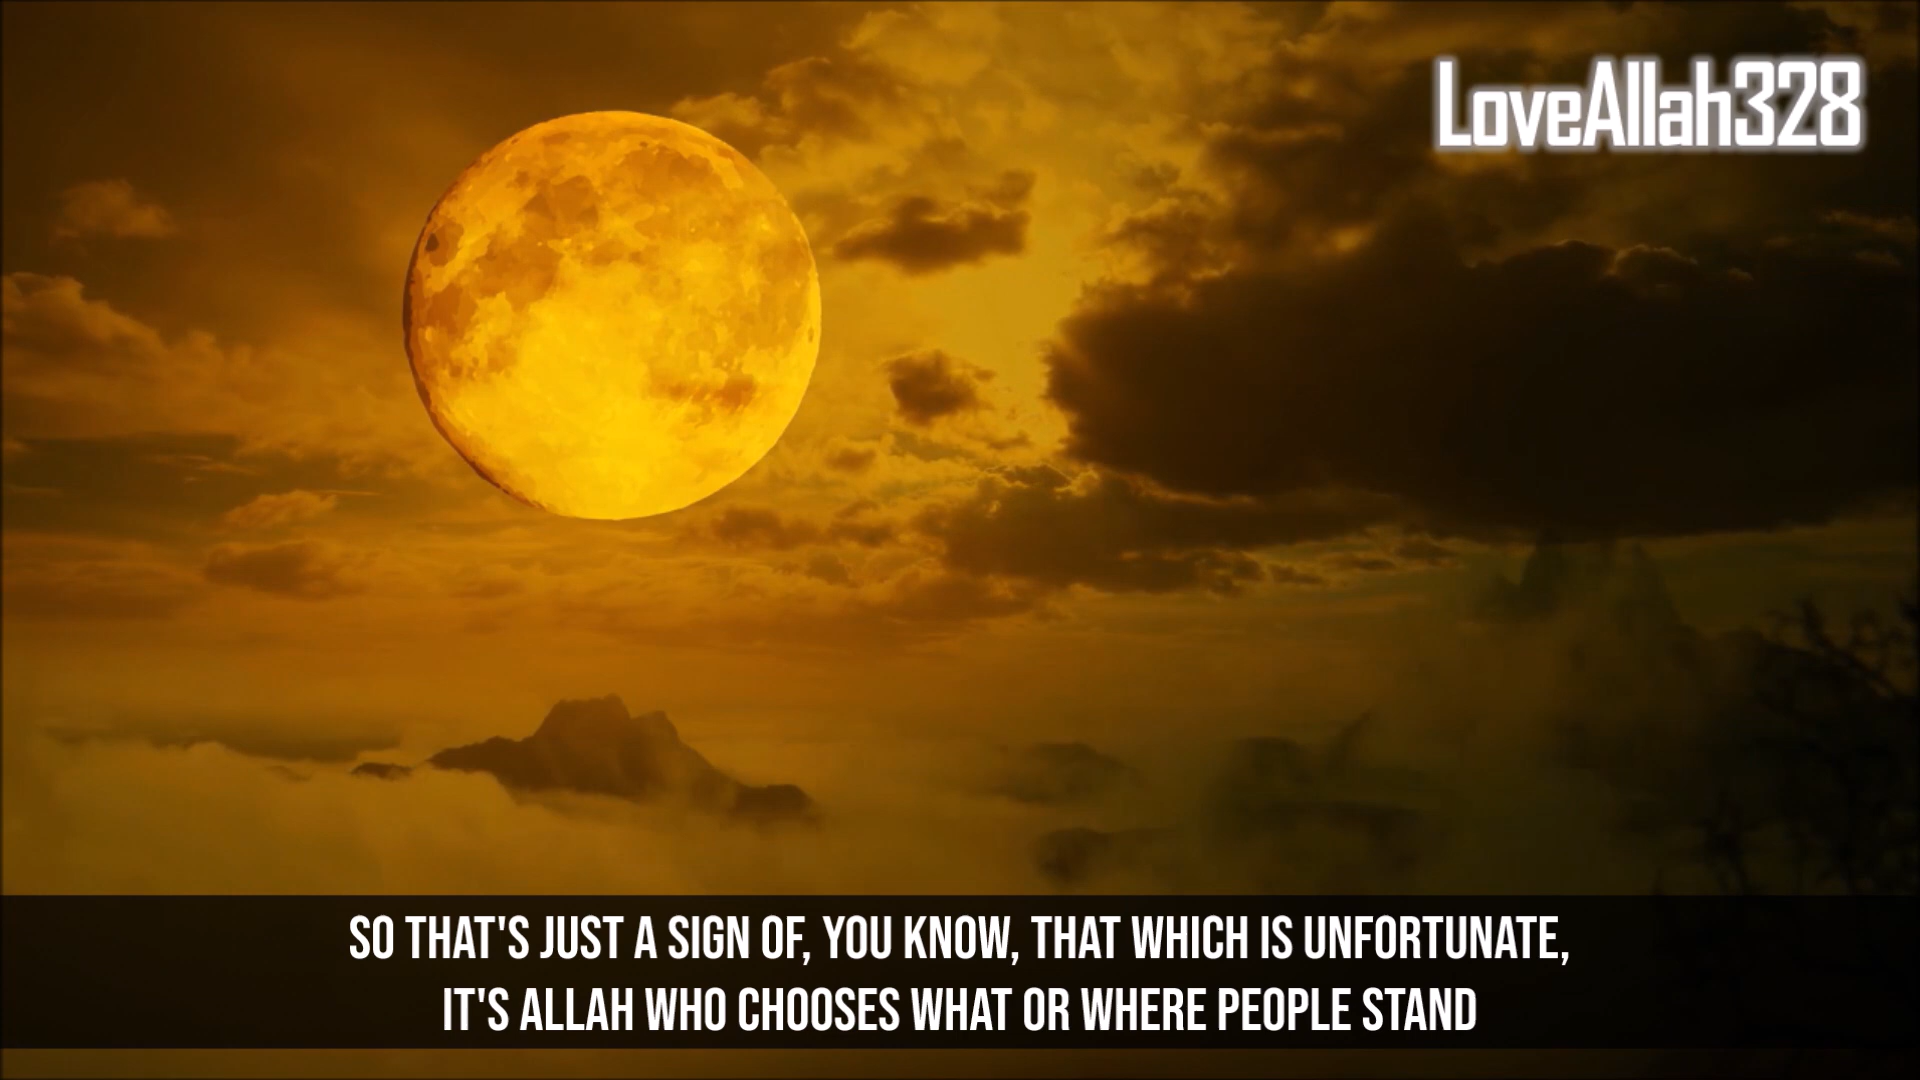 LoveAllah328
SO THAT'S JUST A SIGN OF, YOU KNOW, THAT WHICH IS UNFORTUNATE,
IT'S ALLAH WHO CHOOSES WHAT OR WHERE PEOPLE STAND